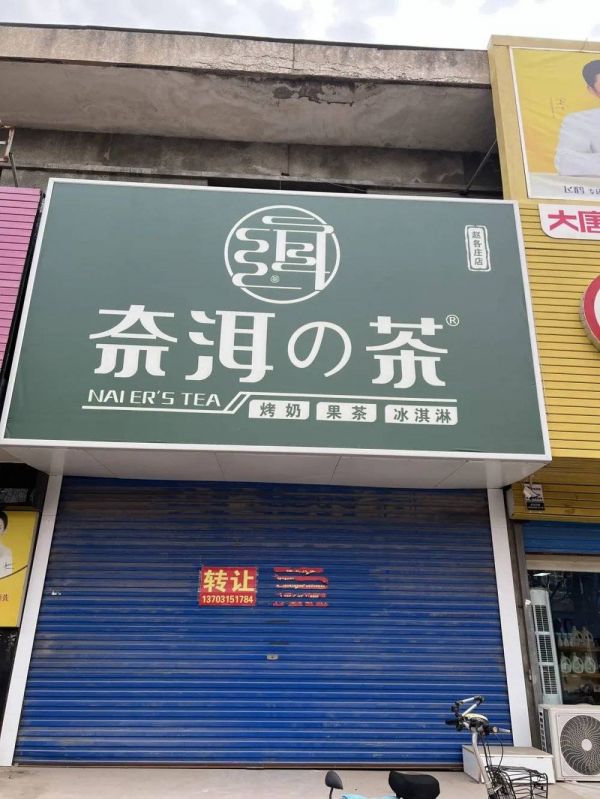 洱
赵各庄店
奈洱の茶®
NAI ER'S TEA
烤奶 果茶 冰淇淋
转让
13703151784
大唐